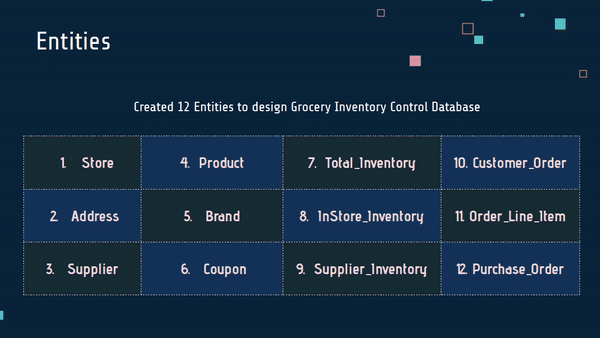 Entities
Created 12 Entities to design Grocery Inventory Control Database
1. Store
4. Product
7. Total_Inventory
10. Customer_Order
2. Address
5. Brand
8. InStore_Inventory
11. Order_Line_Item
3. Supplier
6. Coupon
9. Supplier_Inventory
12. Purchase_Order